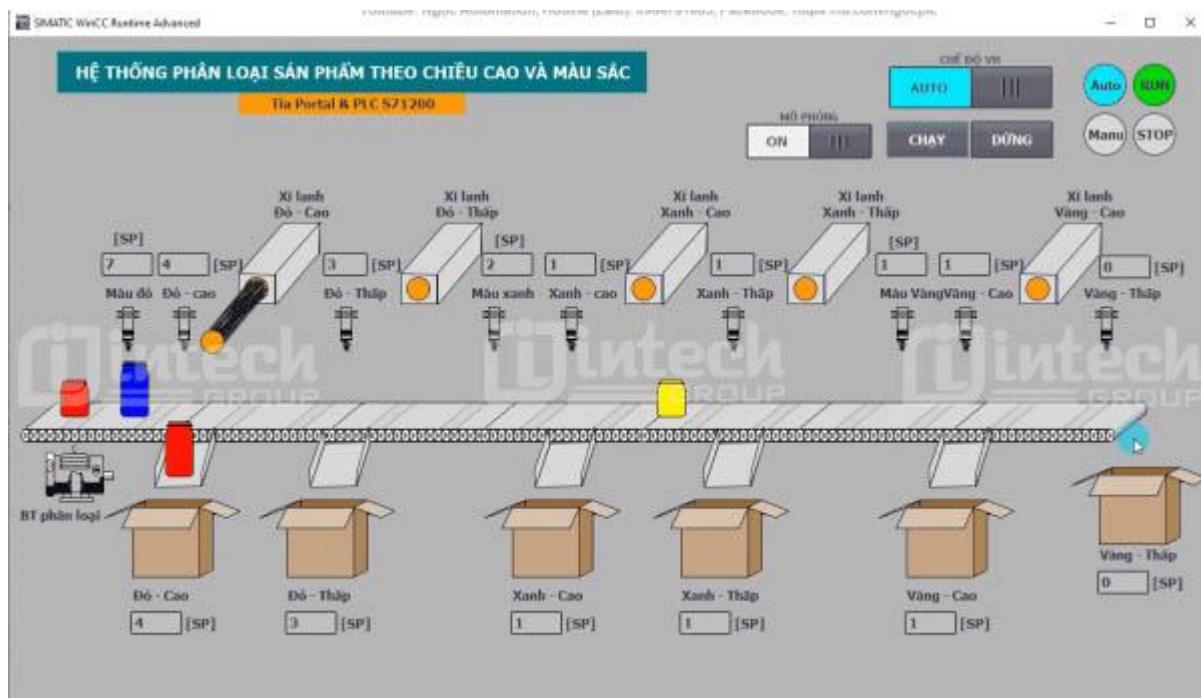 SIMATIC WinCC Runtime Advanced
HỆ THỐNG PHÂN LOẠI SẢN PHẨM THEO CHIỀU CAO VÀ MÀU SẮC
Tia Portal & PLC S71200
CHẾ ĐỘ VH
AUTO
Auto
RUN
MÔ PHỎNG
ON
CHẠY
DỪNG
Manu
STOP
Xi lanh
Đỏ - Cao
Xi lanh
Đỏ - Thấp
Xi lanh
Xanh - Cao
Xi lanh
Xanh - Thấp
Xi lanh
Vàng - Cao
[SP]
[SP]
[SP]
7
4
[SP]
3
[SP]
2
1
[SP]
1
[SP]
1
1
[SP]
0
[SP]
Màu đỏ
Đỏ - cao
Đỏ - Thấp
Màu xanh
Xanh - cao
Xanh - Thấp
Màu Vàng
Vàng - Cao
Vàng - Thấp
intech
GROUP
intech
GROUP
intech
GROUP
BT phân loại
Vàng - Thấp
0
[SP]
Đỏ - Cao
Đỏ - Thấp
Xanh - Cao
Xanh - Thấp
Vàng - Cao
4
[SP]
3
[SP]
1
[SP]
1
[SP]
1
[SP]